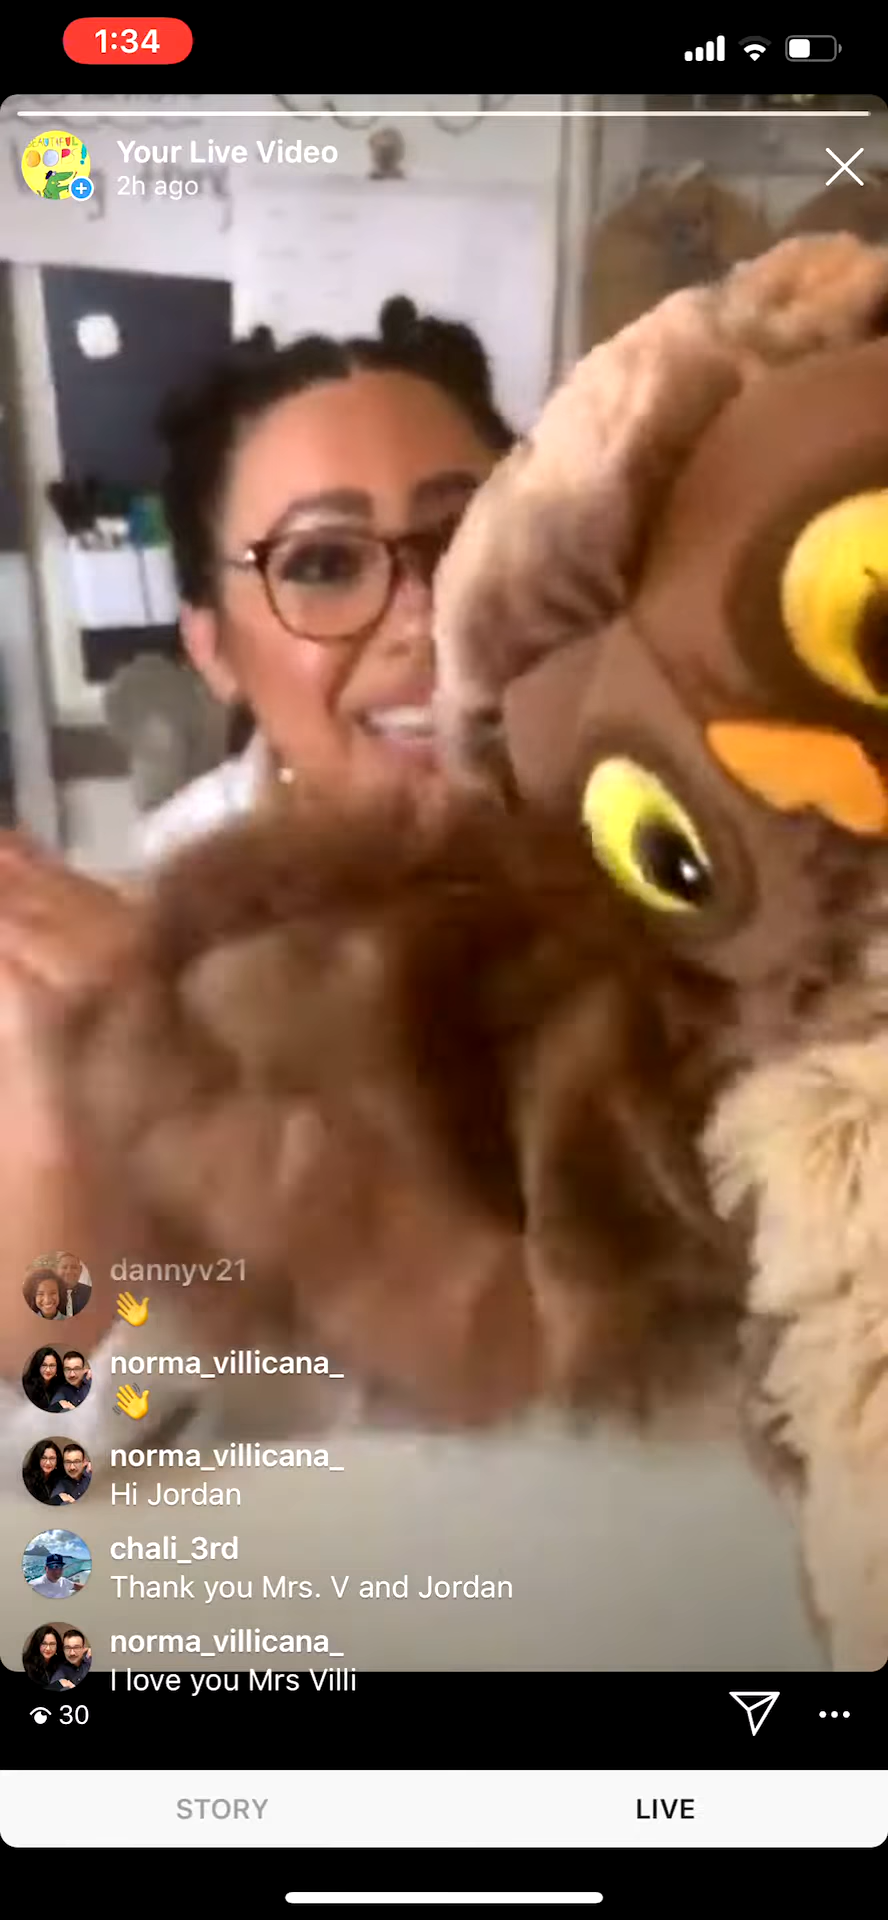 1:34
Your Live Video
2h ago
dannyv21
👋
norma_villicana_
👋
norma_villicana_
Hi Jordan
chali_3rd
Thank you Mrs. V and Jordan
norma_villicana_
I love you Mrs Villi
30
STORY
LIVE